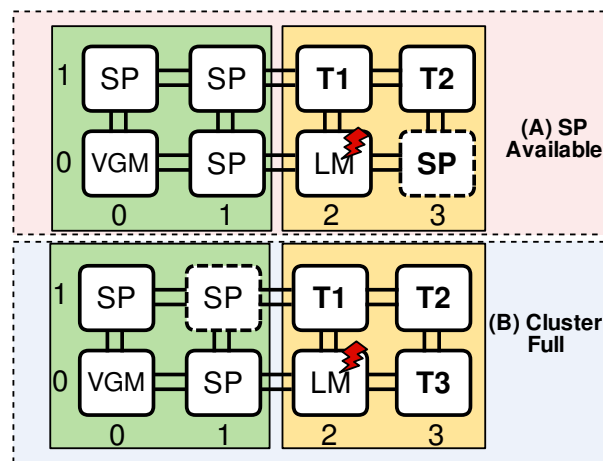 1 SP SP T1 T2
(A) SP
Available
0 VGM SP LM SP
0 1 2 3
1 SP SP T1 T2
(B) Cluster
Full
0 VGM SP LM T3
0 1 2 3